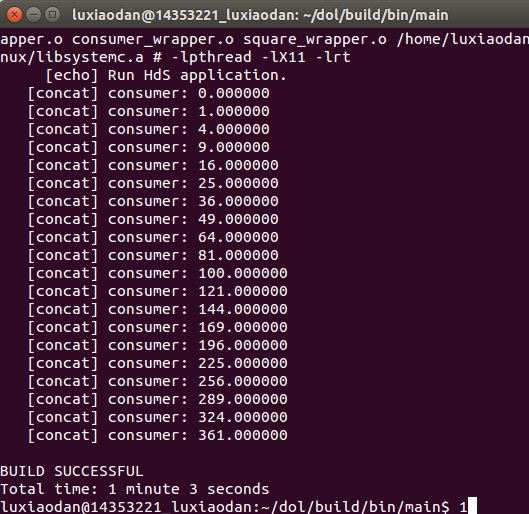 luxiaodan@14353221_luxiaodan: ~/dol/build/bin/main
apper.o consumer_wrapper.o square_wrapper.o /home/luxiaodan
nux/libsystemc.a # -lpthread -lX11 -lrt
[echo] Run HdS application.
[concat] consumer: 0.000000
[concat] consumer: 1.000000
[concat] consumer: 4.000000
[concat] consumer: 9.000000
[concat] consumer: 16.000000
[concat] consumer: 25.000000
[concat] consumer: 36.000000
[concat] consumer: 49.000000
[concat] consumer: 64.000000
[concat] consumer: 81.000000
[concat] consumer: 100.000000
[concat] consumer: 121.000000
[concat] consumer: 144.000000
[concat] consumer: 169.000000
[concat] consumer: 196.000000
[concat] consumer: 225.000000
[concat] consumer: 256.000000
[concat] consumer: 289.000000
[concat] consumer: 324.000000
[concat] consumer: 361.000000
BUILD SUCCESSFUL
Total time: 1 minute 3 seconds
luxiaodan@14353221_luxiaodan:~/dol/build/bin/main$ 1